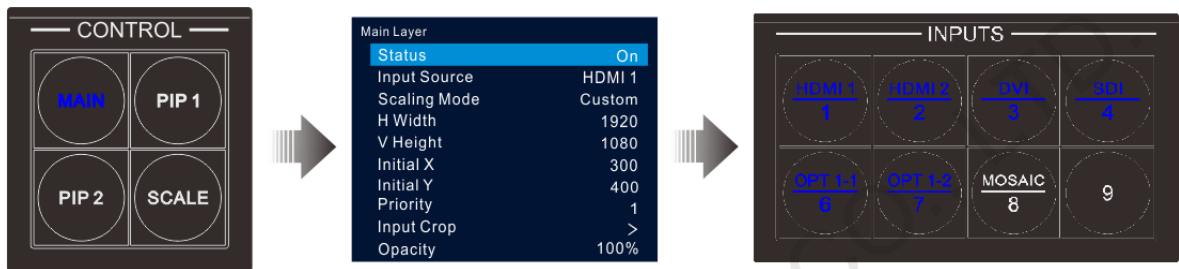 CONTROL
MAIN
PIP 1
PIP 2
SCALE
Main Layer
Status On
Input Source HDMI 1
Scaling Mode Custom
H Width 1920
V Height 1080
Initial X 300
Initial Y 400
Priority 1
Input Crop >
Opacity 100%
INPUTS
HDMI 1
1
HDMI 2
2
DVI
3
SDI
4
OPT 1-1
6
OPT 1-2
7
MOSAIC
8
9